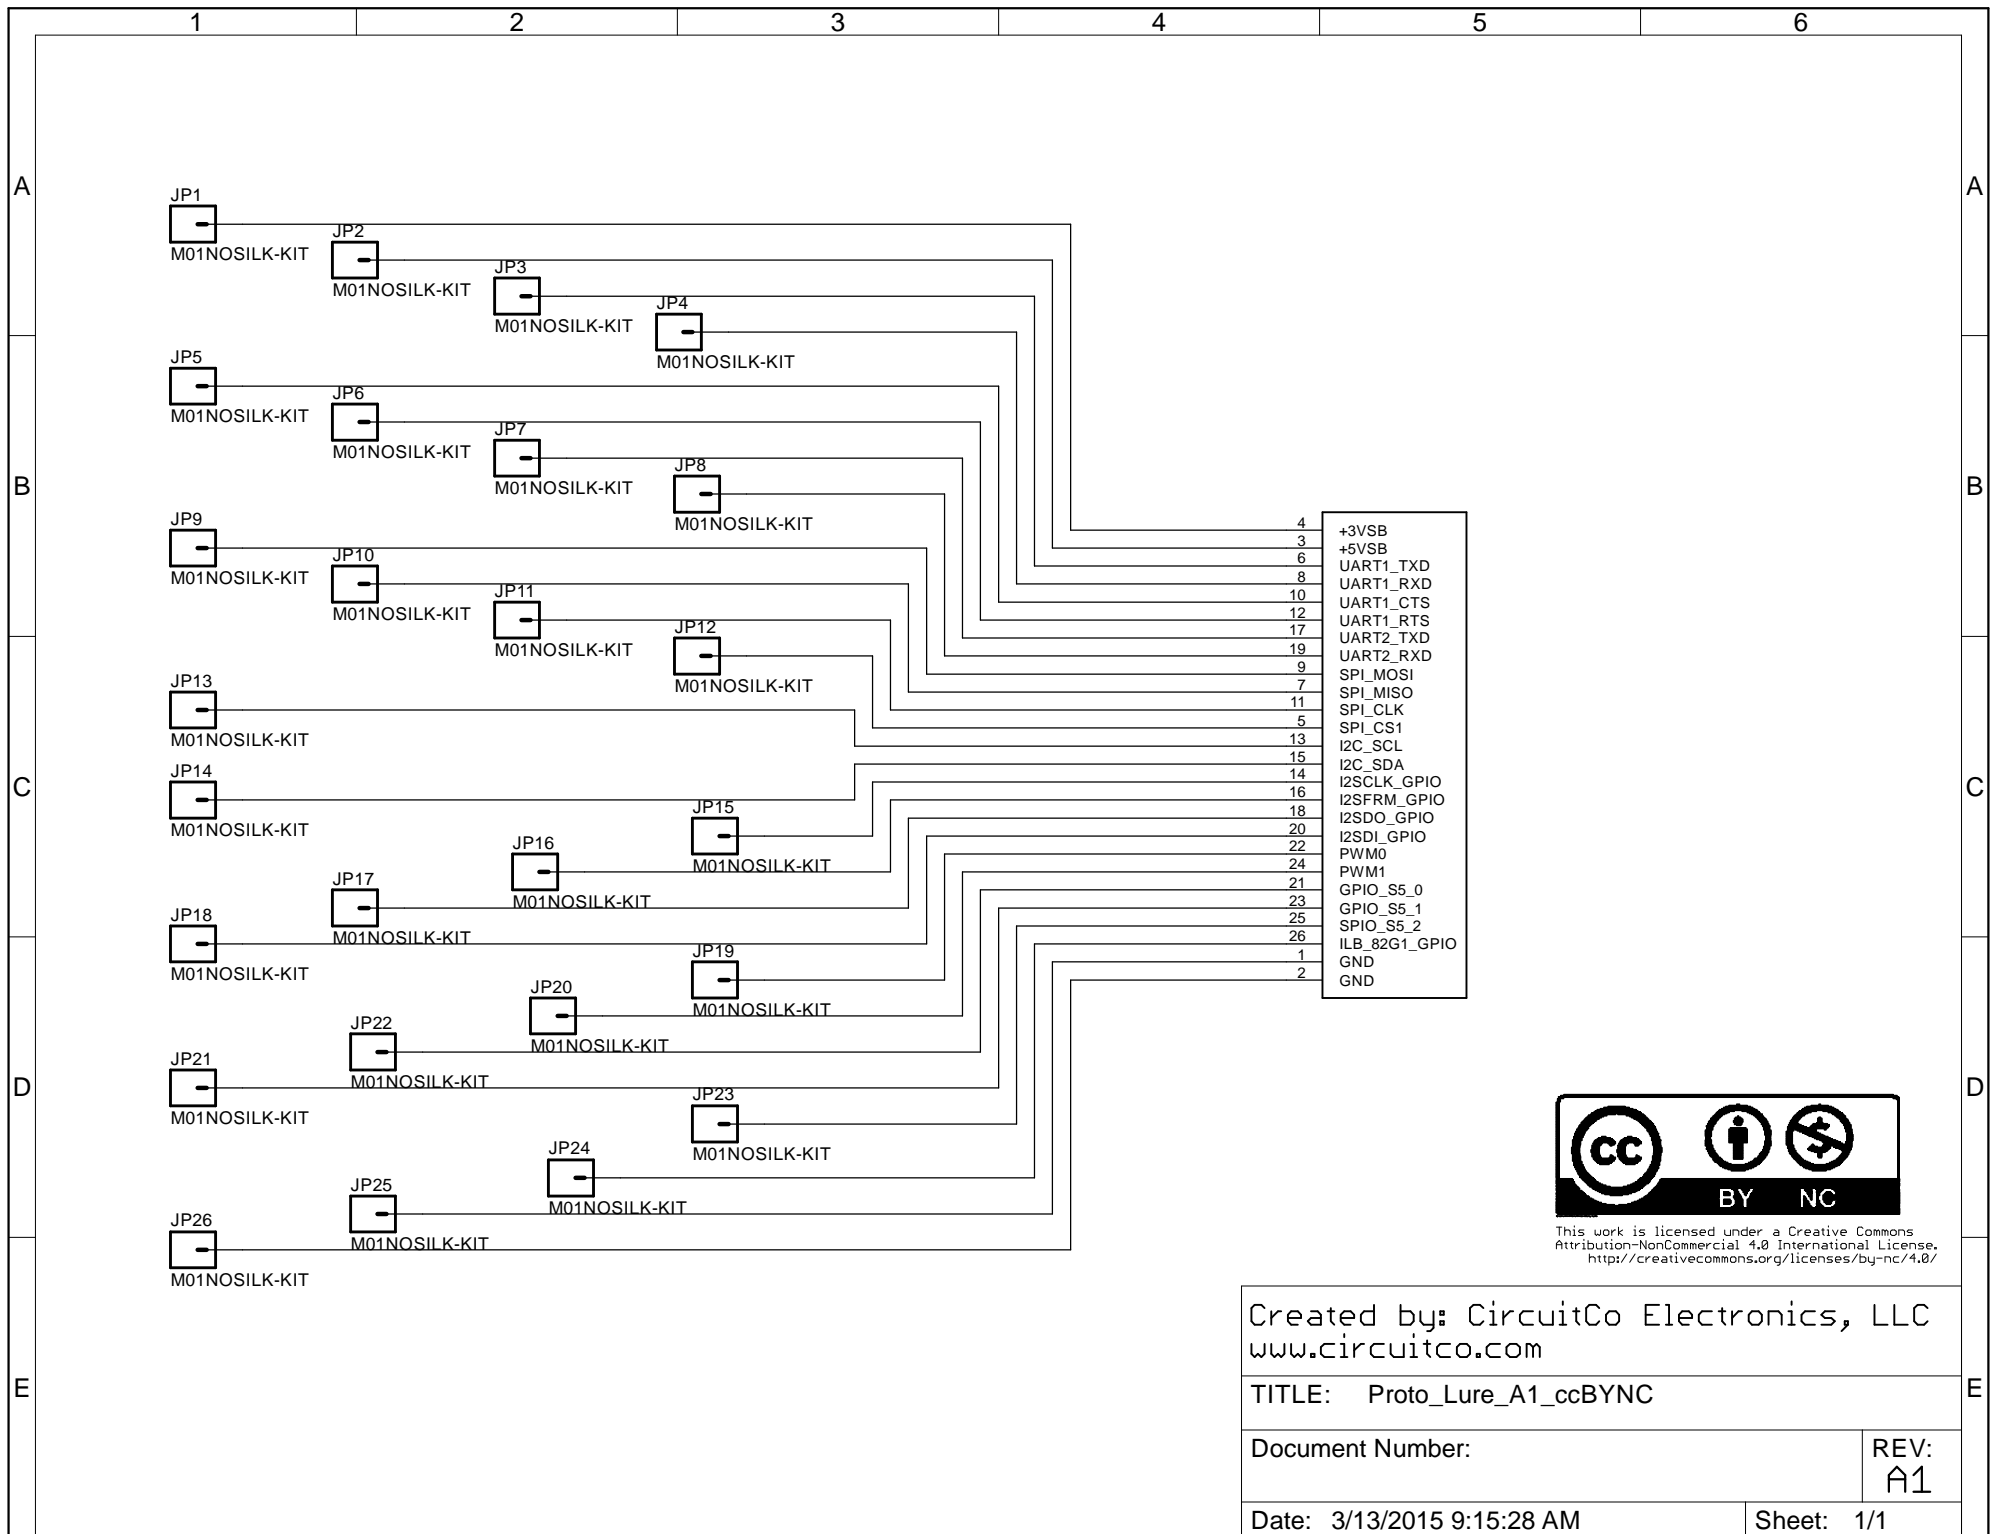 1 2 3 4 5 6
A A
JP1
M01NOSILK-KIT
JP2
M01NOSILK-KIT
JP3
M01NOSILK-KIT
JP4
M01NOSILK-KIT
JP5
M01NOSILK-KIT
JP6
M01NOSILK-KIT
JP7
M01NOSILK-KIT
JP8
M01NOSILK-KIT
B B
JP9
M01NOSILK-KIT
JP10
M01NOSILK-KIT
JP11
M01NOSILK-KIT
JP12
M01NOSILK-KIT
JP13
M01NOSILK-KIT
C C
JP14
M01NOSILK-KIT
JP15
M01NOSILK-KIT
JP16
M01NOSILK-KIT
JP17
M01NOSILK-KIT
JP18
M01NOSILK-KIT
JP19
M01NOSILK-KIT
JP20
M01NOSILK-KIT
JP22
M01NOSILK-KIT
JP21
M01NOSILK-KIT
D D
JP23
M01NOSILK-KIT
JP24
M01NOSILK-KIT
JP25
M01NOSILK-KIT
JP26
M01NOSILK-KIT
4 +3VSB
3 +5VSB
6 UART1_TXD
8 UART1_RXD
10 UART1_CTS
12 UART1_RTS
17 UART2_TXD
19 UART2_RXD
9 SPI_MOSI
7 SPI_MISO
11 SPI_CLK
5 SPI_CS1
13 I2C_SCL
15 I2C_SDA
14 I2SCLK_GPIO
16 I2SFRM_GPIO
18 I2SDO_GPIO
20 I2SDI_GPIO
22 PWM0
24 PWM1
21 GPIO_S5_0
23 GPIO_S5_1
25 SPIO_S5_2
26 ILB_82G1_GPIO
1 GND
2 GND
cc
BY NC
This work is licensed under a Creative Commons
Attribution-NonCommercial 4.0 International License.
http://creativecommons.org/licenses/by-nc/4.0/
Created by: CircuitCo Electronics, LLC
www.circuitco.com
E E
TITLE: Proto_Lure_A1_ccBYNC
Document Number:
REV:
A1
Date: 3/13/2015 9:15:28 AM
Sheet: 1/1